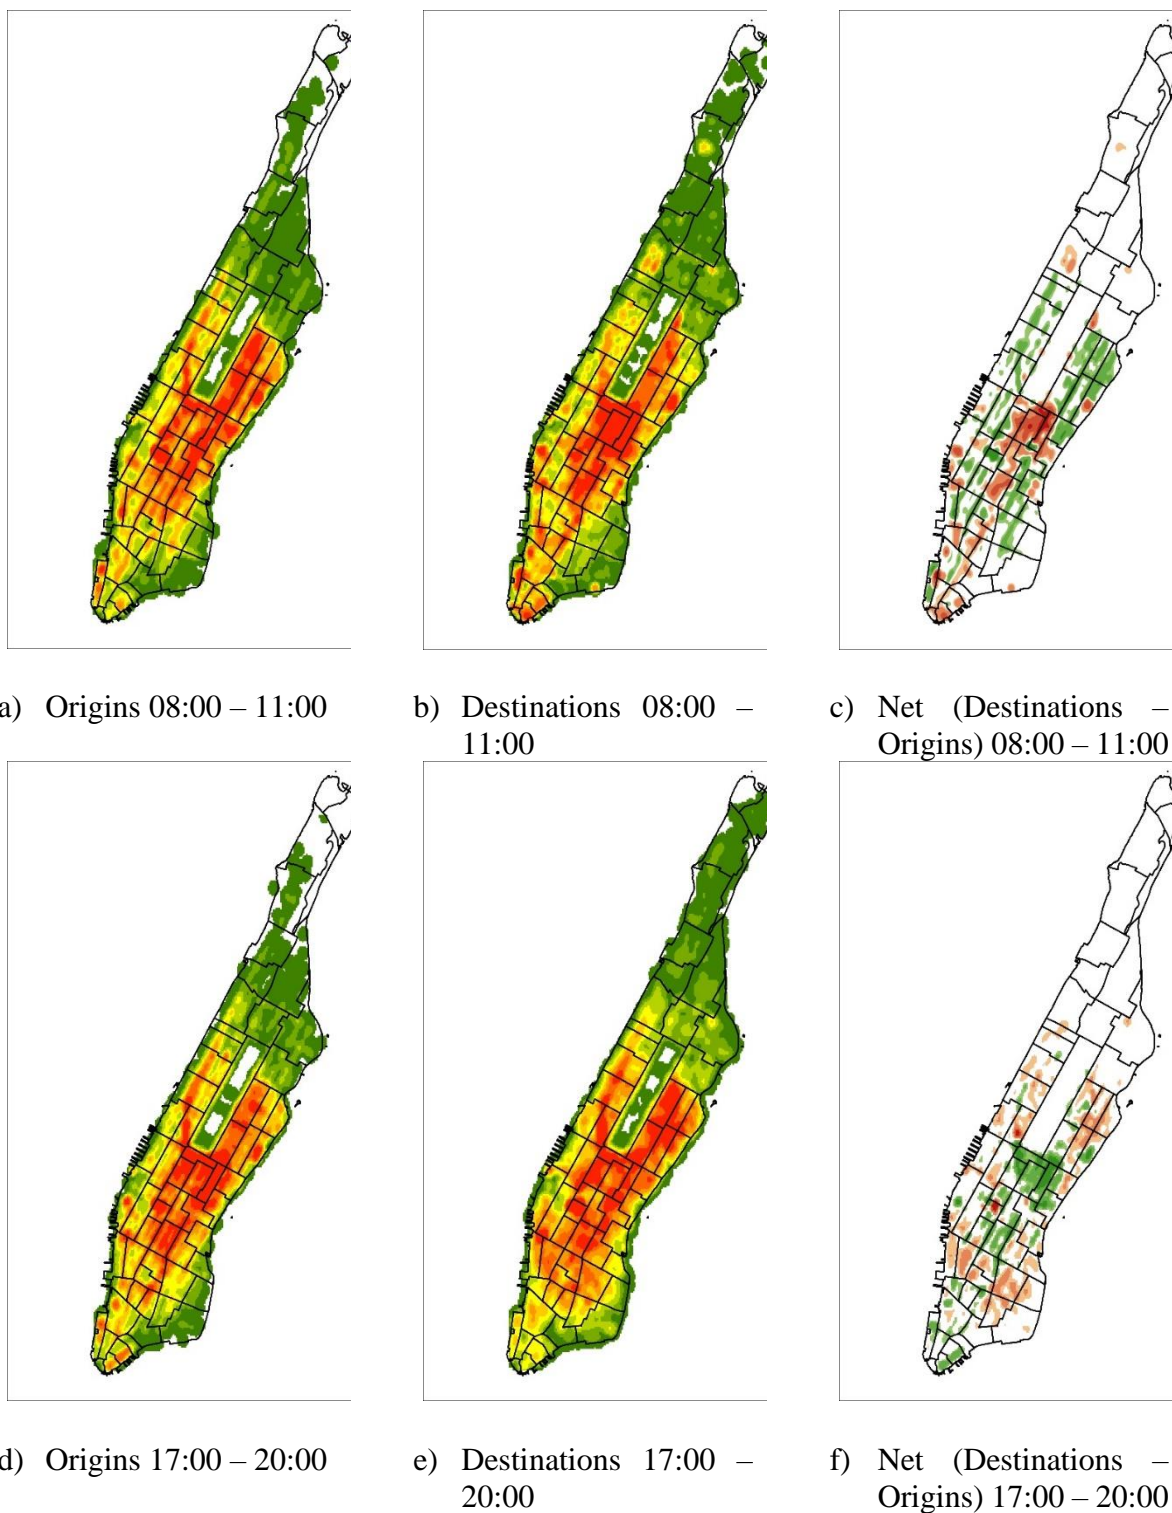 a) Origins 08:00 – 11:00
b) Destinations 08:00 –
11:00
c) Net (Destinations –
Origins) 08:00 – 11:00
d) Origins 17:00 – 20:00
e) Destinations 17:00 –
20:00
f) Net (Destinations –
Origins) 17:00 – 20:00